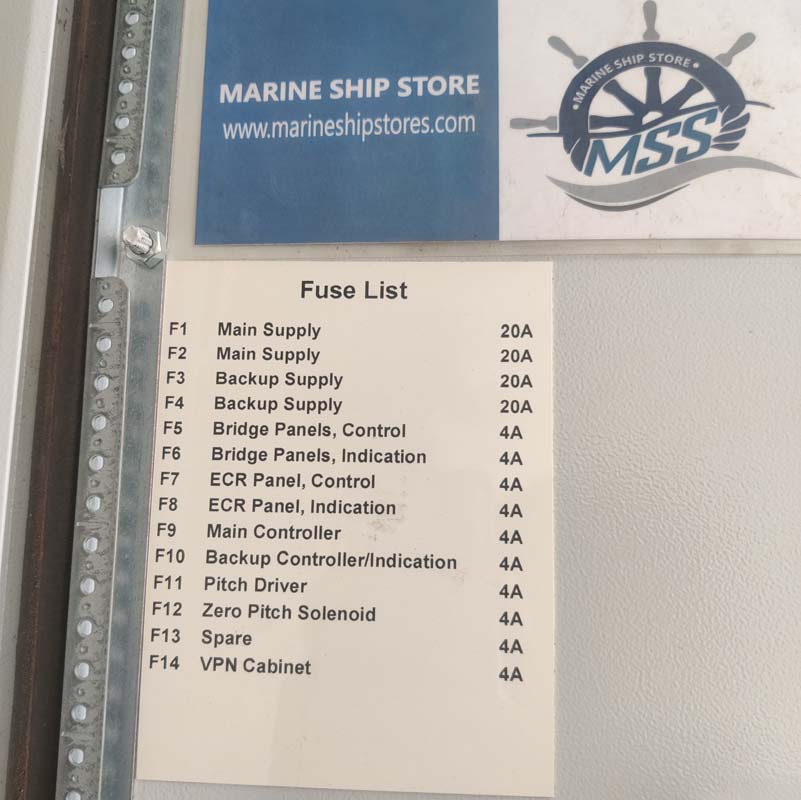 MARINE SHIP STORE
www.marineshipstores.com
•MARINE SHIP STORE•
MSS
Fuse List
F1 Main Supply 20A
F2 Main Supply 20A
F3 Backup Supply 20A
F4 Backup Supply 20A
F5 Bridge Panels, Control 4A
F6 Bridge Panels, Indication 4A
F7 ECR Panel, Control 4A
F8 ECR Panel, Indication 4A
F9 Main Controller 4A
F10 Backup Controller/Indication 4A
F11 Pitch Driver 4A
F12 Zero Pitch Solenoid 4A
F13 Spare 4A
F14 VPN Cabinet 4A